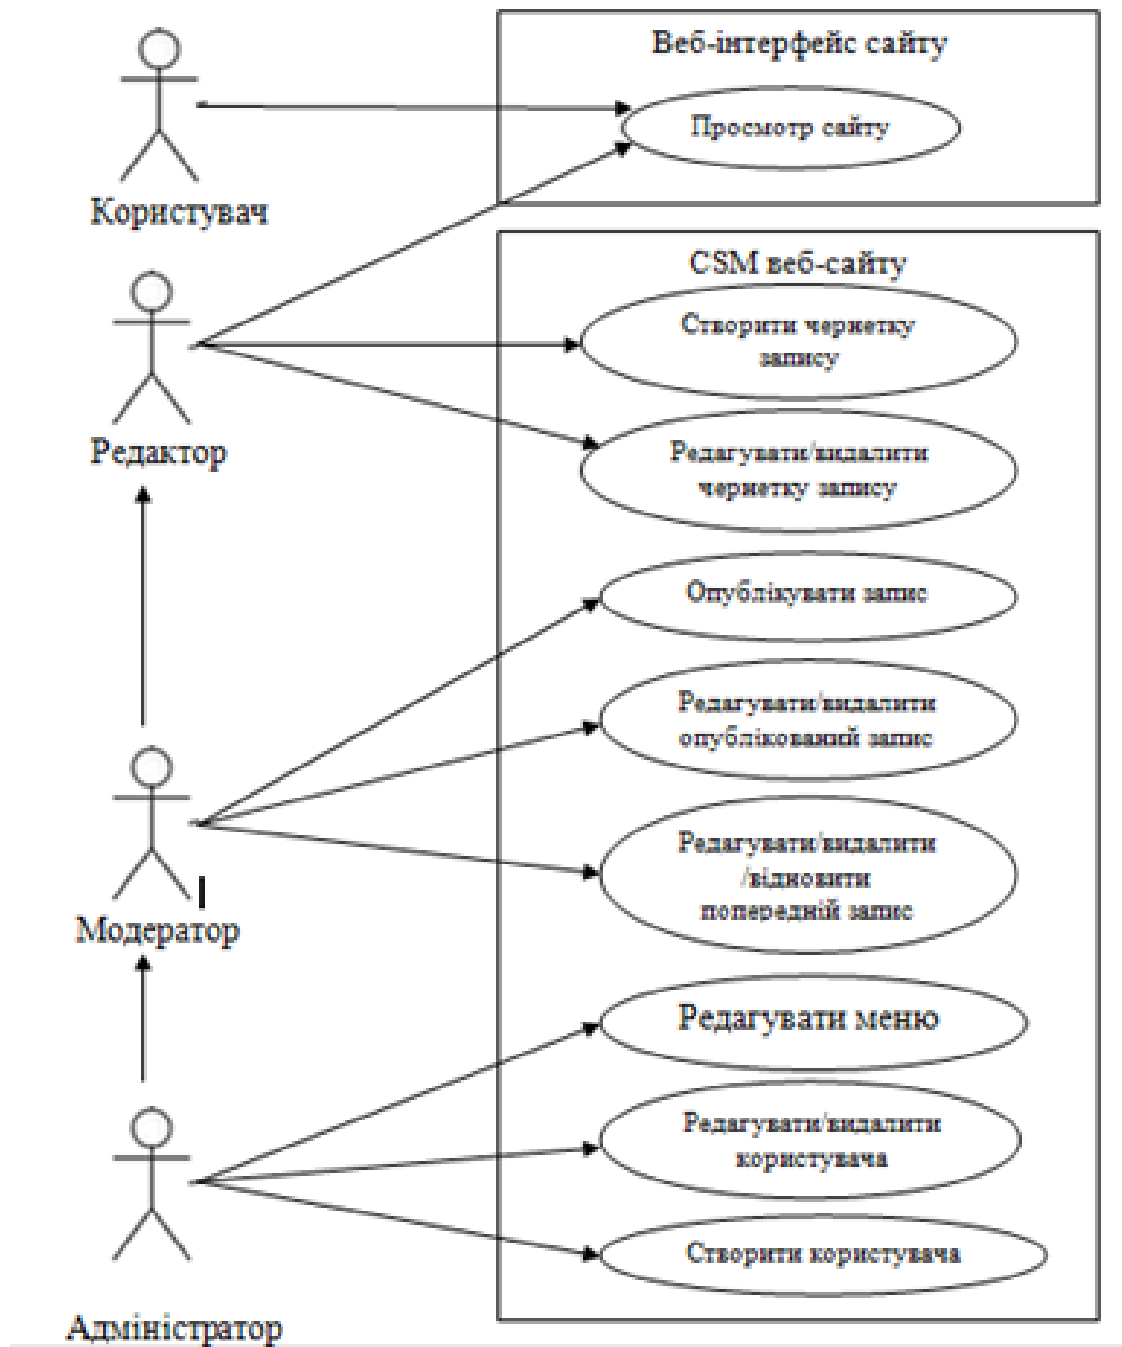 Веб-інтерфейс сайту
Просмотр сайту
Користувач
CSM веб-сайту
Створити чернетку
запису
Редактор
Редагувати/видалити
чернетку запису
Опублікувати запис
Редагувати/видалити
опублікований запис
Редагувати/видалити
/відновити
попередній запис
Модератор
Редагувати меню
Редагувати/видалити
користувача
Створити користувача
Адміністратор